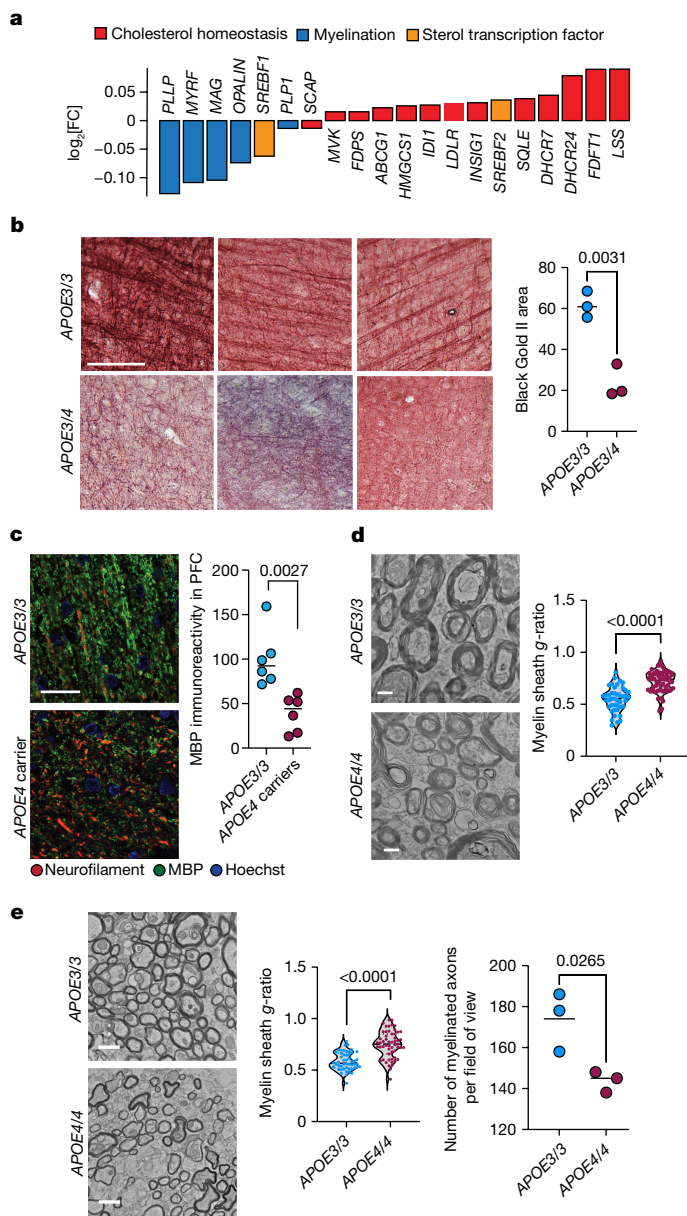 a
Cholesterol homeostasis Myelination Sterol transcription factor
log2[FC]
0.05
0
−0.05
−0.10
PLLP
MYRF
MAG
OPALIN
SREBF1
PLP1
SCAP
MVK
FDPS
ABCG1
HMGCS1
IDI1
LDLR
INSIG1
SREBF2
SQLE
DHCR7
DHCR24
FDFT1
LSS
b
APOE3/3
APOE3/4
Black Gold II area
80
60
40
20
0
0.0031
APOE3/3
APOE3/4
c
APOE3/3
APOE4 carrier
Neurofilament MBP Hoechst
MBP immunoreactivity in PFC
200
150
100
50
0
0.0027
APOE3/3
APOE4 carriers
d
APOE3/3
APOE4/4
Myelin sheath g-ratio
1.5
1.0
0.5
0
<0.0001
APOE3/3
APOE4/4
e
APOE3/3
APOE4/4
Myelin sheath g-ratio
1.5
1.0
0.5
0
<0.0001
APOE3/3
APOE4/4
Number of myelinated axons
per field of view
200
180
160
140
120
0.0265
APOE3/3
APOE4/4